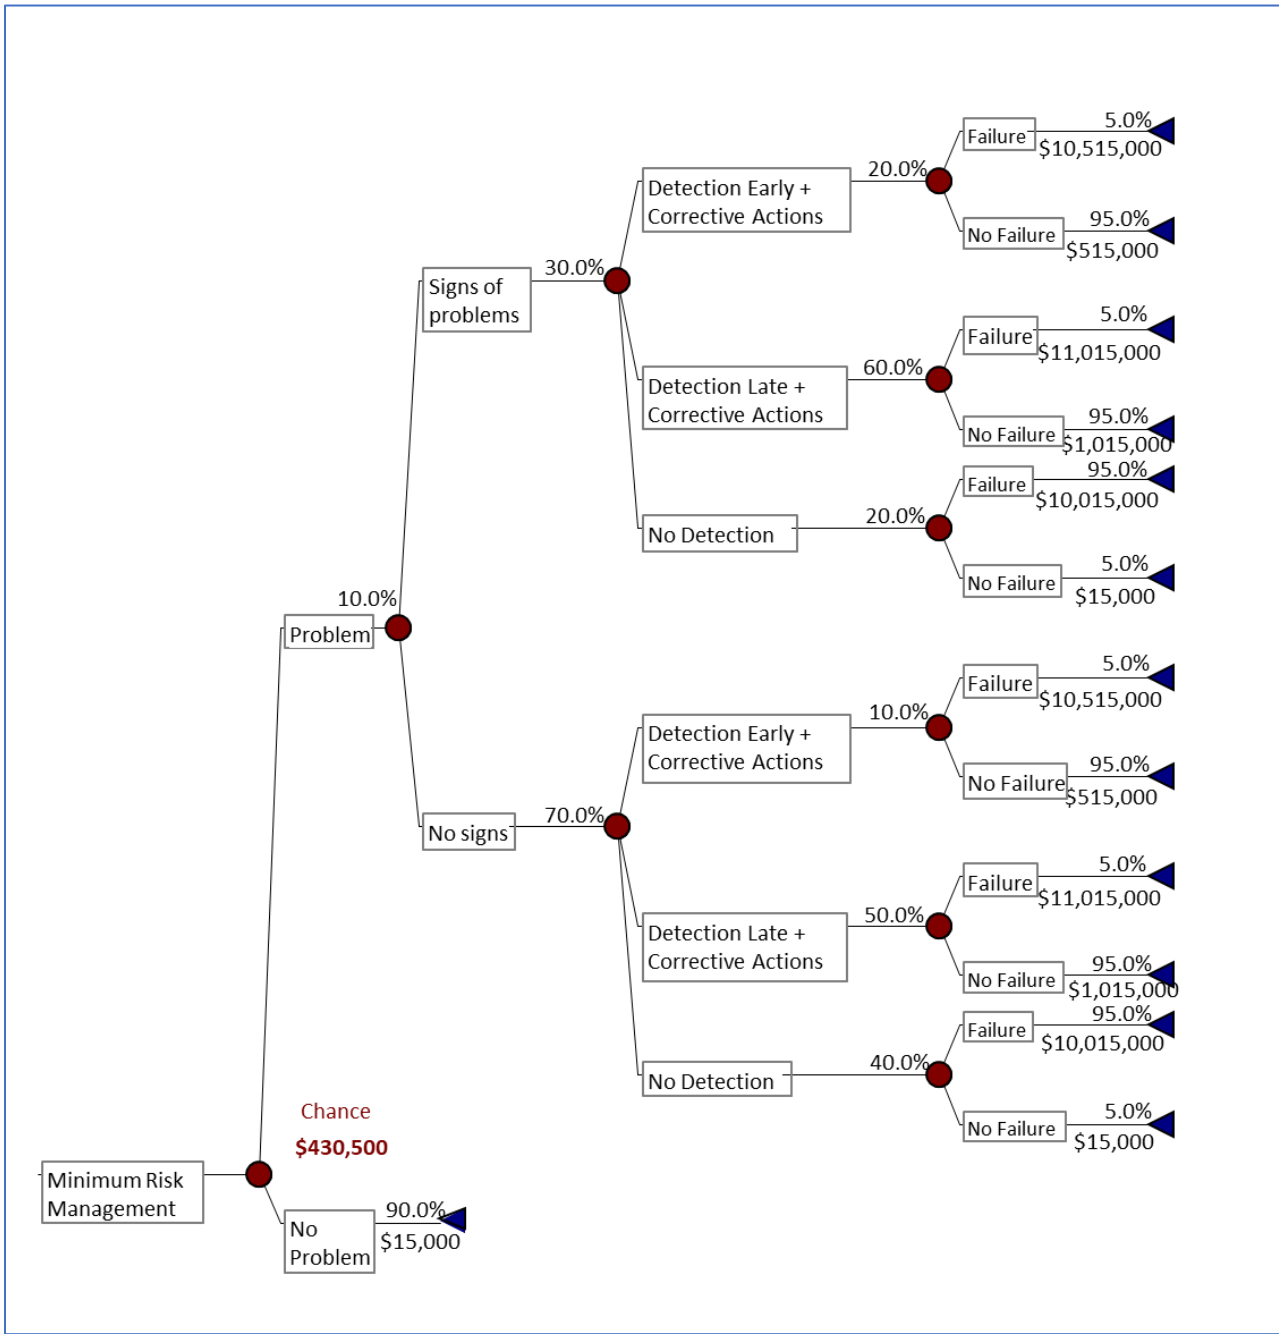 5.0%
Failure
$10,515,000
20.0%
Detection Early +
Corrective Actions
95.0%
No Failure
$515,000
30.0%
Signs of
problems
5.0%
Failure
$11,015,000
60.0%
Detection Late +
Corrective Actions
95.0%
No Failure
$1,015,000
95.0%
Failure
$10,015,000
20.0%
No Detection
5.0%
No Failure
$15,000
10.0%
Problem
5.0%
Failure
$10,515,000
10.0%
Detection Early +
Corrective Actions
95.0%
No Failure
$515,000
70.0%
No signs
5.0%
Failure
$11,015,000
50.0%
Detection Late +
Corrective Actions
95.0%
No Failure
$1,015,000
95.0%
Failure
$10,015,000
40.0%
No Detection
5.0%
No Failure
$15,000
Chance
$430,500
Minimum Risk
Management
90.0%
No
Problem
$15,000